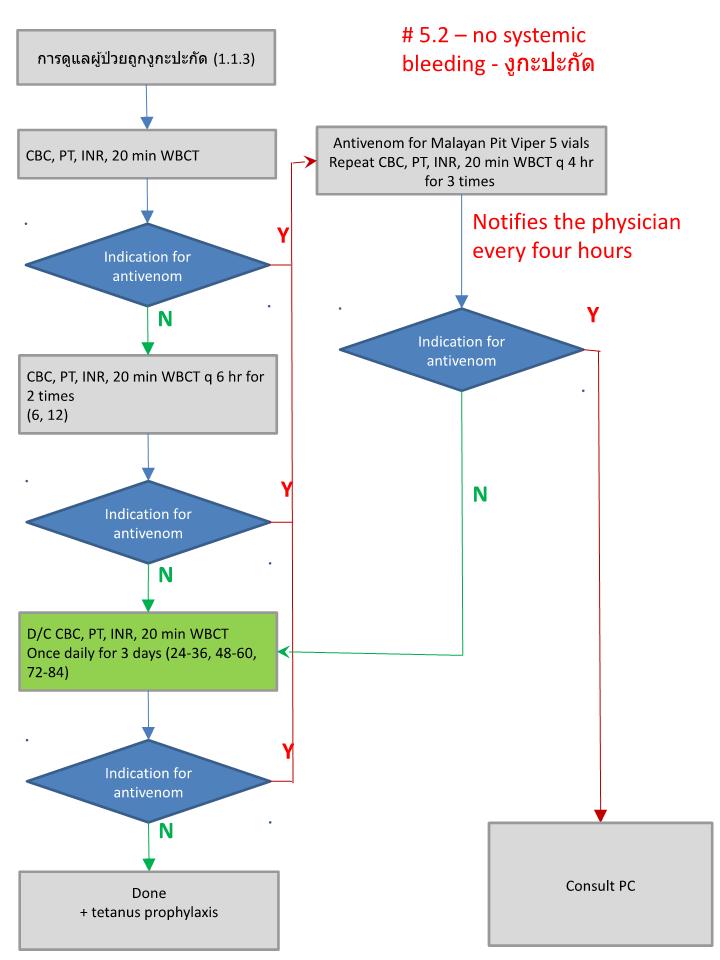 # 5.2 – no systemic
bleeding - งูกะปะกัด
การดูแลผู้ป่วยถูกงูกะปะกัด (1.1.3)
CBC, PT, INR, 20 min WBCT
Indication for
antivenom
Y
N
CBC, PT, INR, 20 min WBCT q 6 hr for
2 times
(6, 12)
Indication for
antivenom
Y
N
D/C CBC, PT, INR, 20 min WBCT
Once daily for 3 days (24-36, 48-60,
72-84)
Indication for
antivenom
Y
N
Done
+ tetanus prophylaxis
Antivenom for Malayan Pit Viper 5 vials
Repeat CBC, PT, INR, 20 min WBCT q 4 hr
for 3 times
Notifies the physician
every four hours
Indication for
antivenom
Y
N
Consult PC